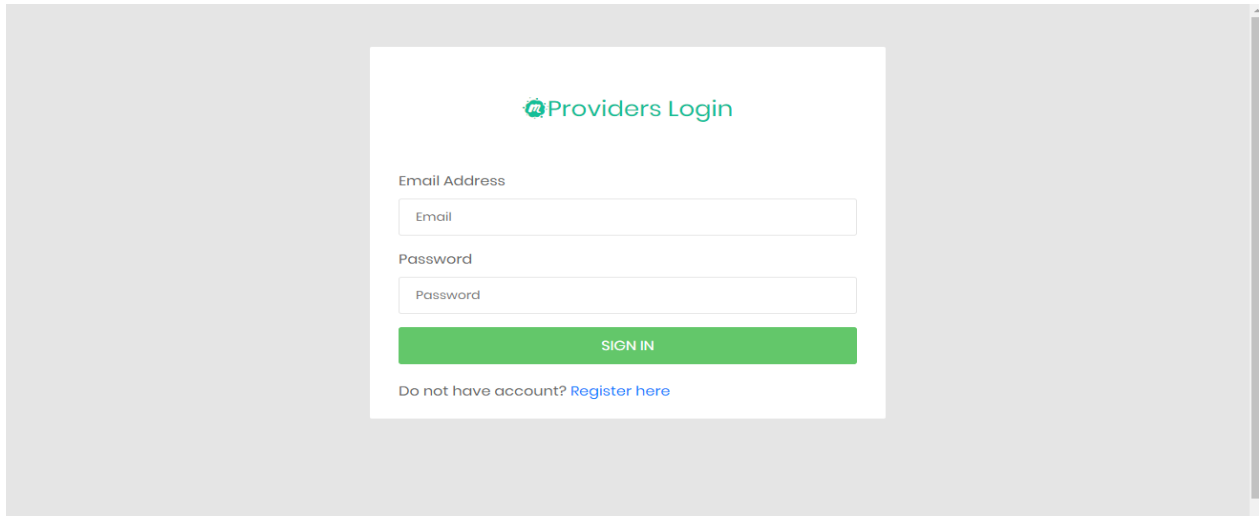 Providers Login
Email Address
Email
Password
Password
SIGN IN
Do not have account? Register here